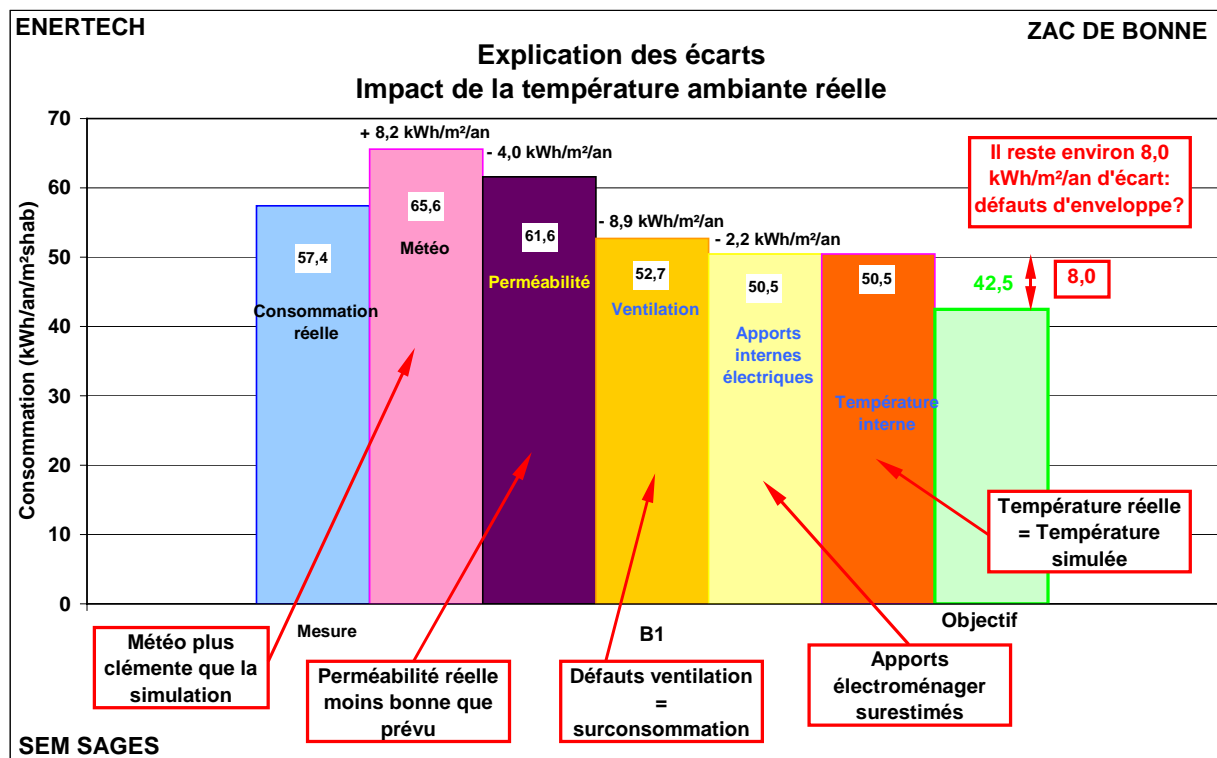 ENERTECH
ZAC DE BONNE
Explication des écarts
Impact de la température ambiante réelle
Consommation (kWh/an/m²shab)
70
60
50
40
30
20
10
0
+ 8,2 kWh/m²/an
- 4,0 kWh/m²/an
- 8,9 kWh/m²/an
- 2,2 kWh/m²/an
Il reste environ 8,0
kWh/m²/an d'écart:
défauts d'enveloppe?
57,4
Consommation
réelle
65,6
Météo
61,6
Perméabilité
52,7
Ventilation
50,5
Apports
internes
électriques
50,5
Température
interne
42,5
8,0
Température réelle
= Température
simulée
Mesure
B1
Objectif
Météo plus
clémente que la
simulation
Perméabilité réelle
moins bonne que
prévu
Défauts ventilation
=
surconsommation
Apports
électroménager
surestimés
SEM SAGES